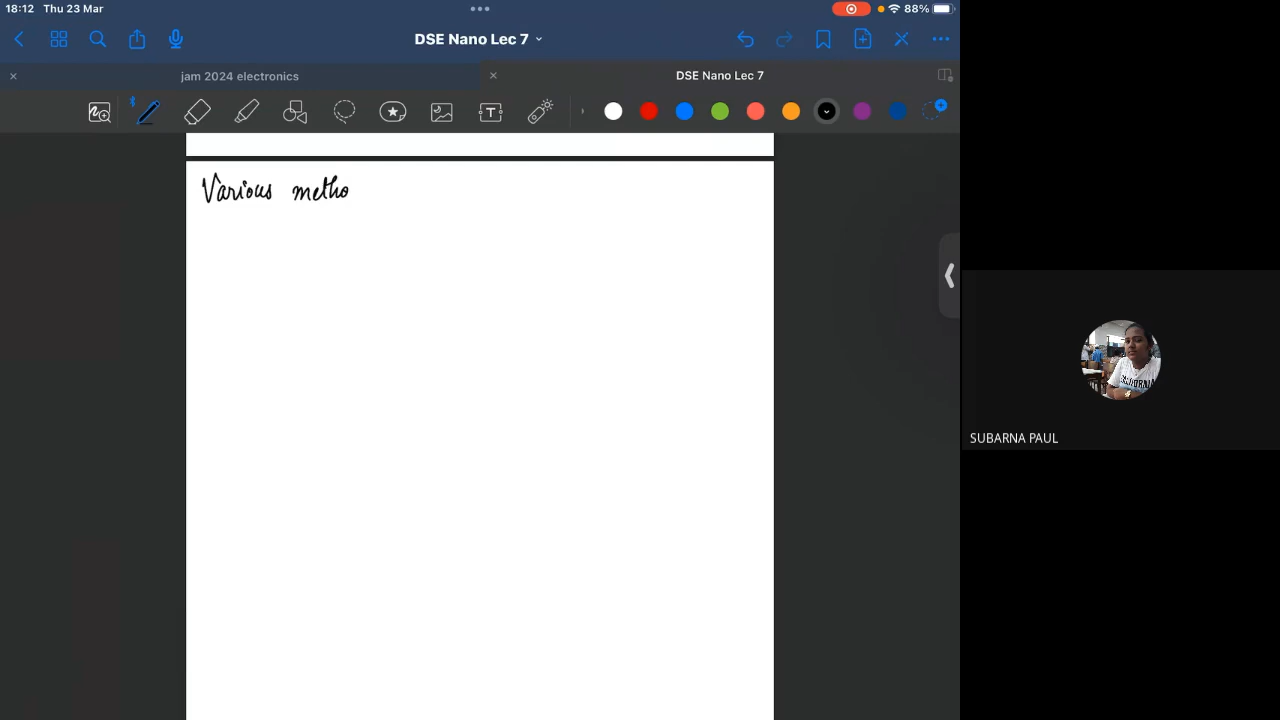 18:12 Thu 23 Mar
88%
DSE Nano Lec 7
jam 2024 electronics
DSE Nano Lec 7
T
Various metho
SUBARNA PAUL